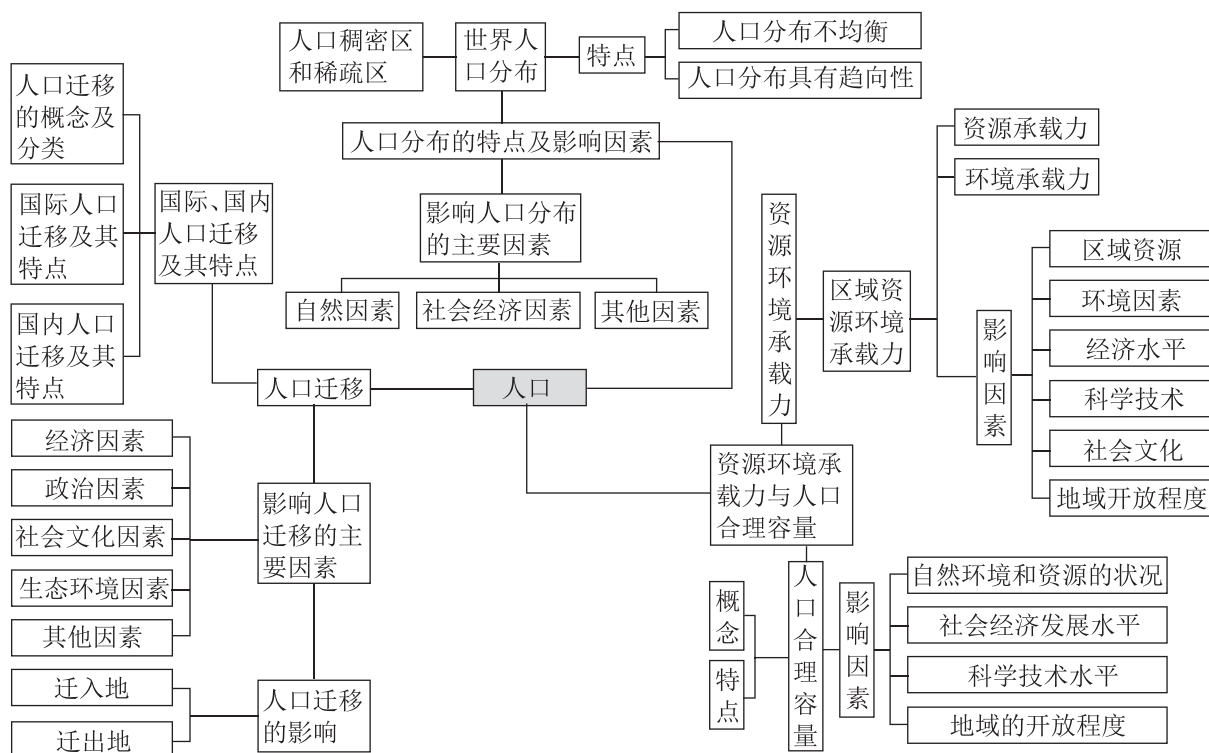 人口稠密区
和稀疏区
世界人
口分布
特点
人口分布不均衡
人口分布具有趋向性
人口分布的特点及影响因素
影响人口分布
的主要因素
自然因素
社会经济因素
其他因素
人口迁移
的概念及
分类
国际人口
迁移及其
特点
国内人口
迁移及其
特点
国际、国内
人口迁移
及其特点
人口迁移
人口
经济因素
政治因素
社会文化因素
生态环境因素
其他因素
影响人口
迁移的主
要因素
迁入地
迁出地
人口迁移
的影响
资源环境承载力
区域资
源环境
承载力
资源承载力
环境承载力
影响因素
区域资源
环境因素
经济水平
科学技术
社会文化
地域开放程度
资源环境承
载力与人口
合理容量
概念
特点
人口合理容量
影响因素
自然环境和资源的状况
社会经济发展水平
科学技术水平
地域的开放程度